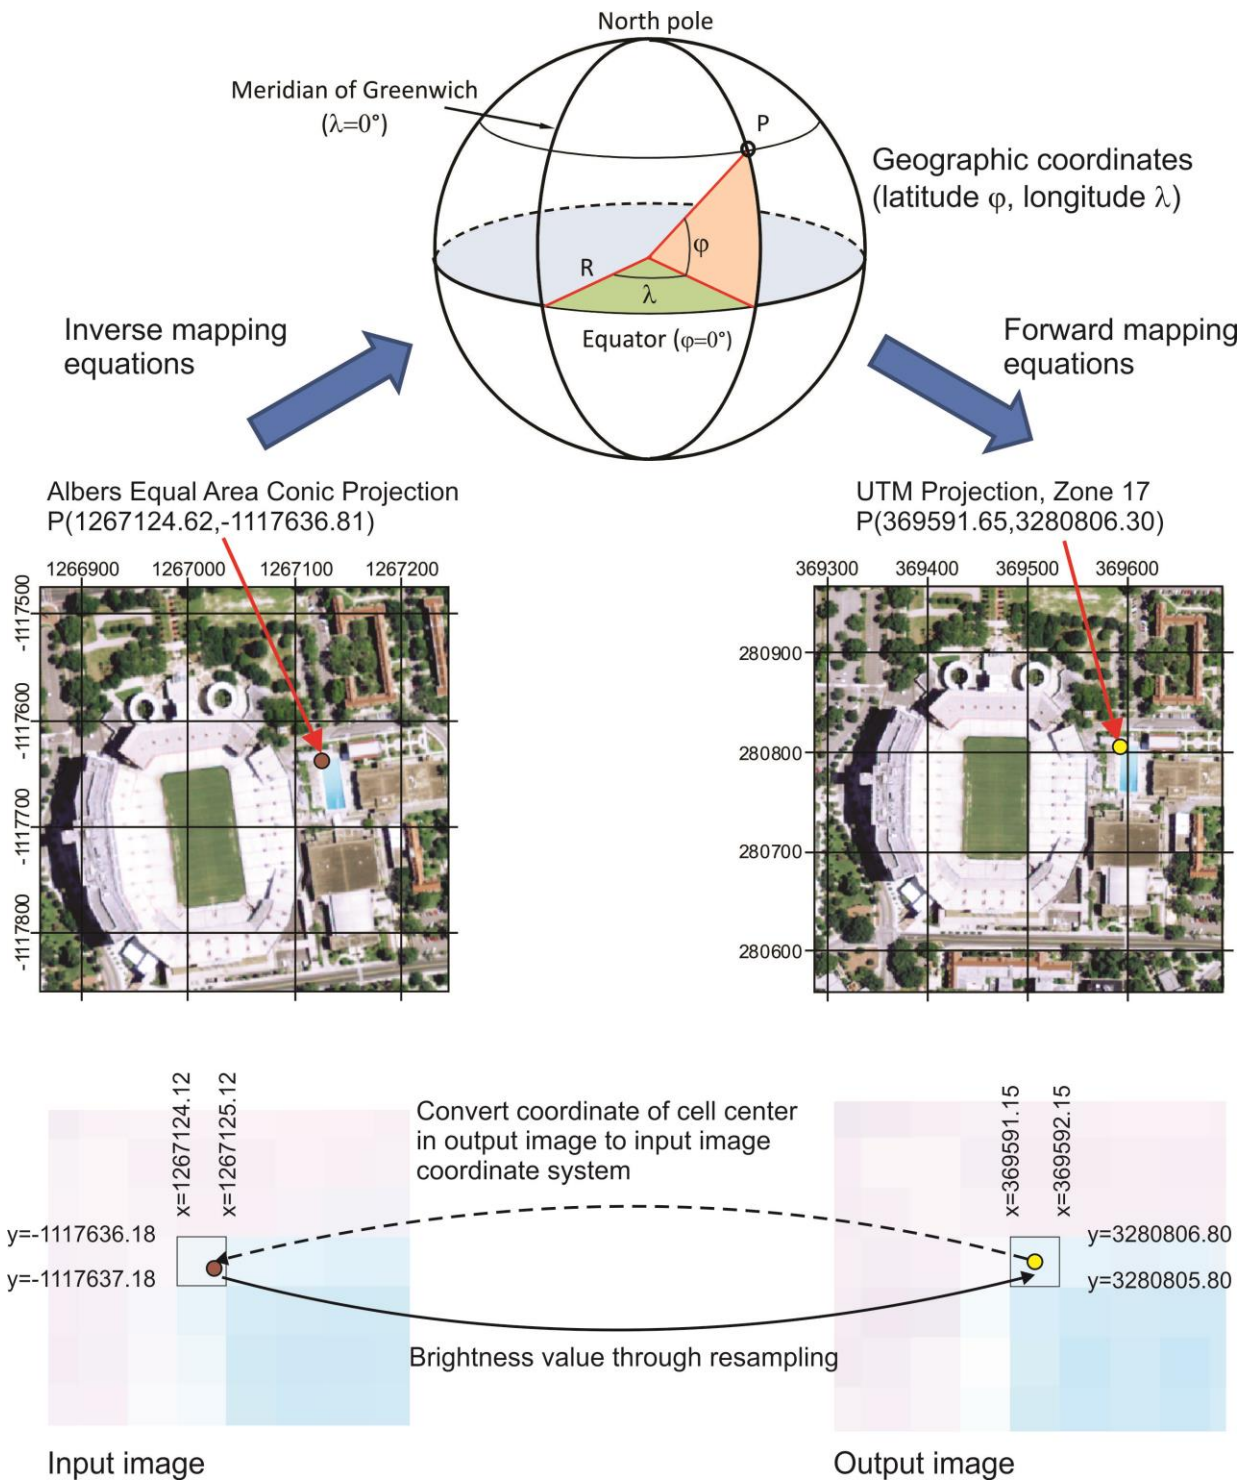 North pole
Meridian of Greenwich
(λ=0°)
P
Geographic coordinates
(latitude φ, longitude λ)
φ
R
λ
Equator (φ=0°)
Inverse mapping
equations
Forward mapping
equations
Albers Equal Area Conic Projection
P(1267124.62,-1117636.81)
UTM Projection, Zone 17
P(369591.65,3280806.30)
1266900 1267000 1267100 1267200
-1117500
-1117600
-1117700
-1117800
369300 369400 369500 369600
280900
280800
280700
280600
x=1267124.12
x=1267125.12
y=-1117636.18
y=-1117637.18
Convert coordinate of cell center
in output image to input image
coordinate system
x=369591.15
x=369592.15
y=3280806.80
y=3280805.80
Brightness value through resampling
Input image
Output image